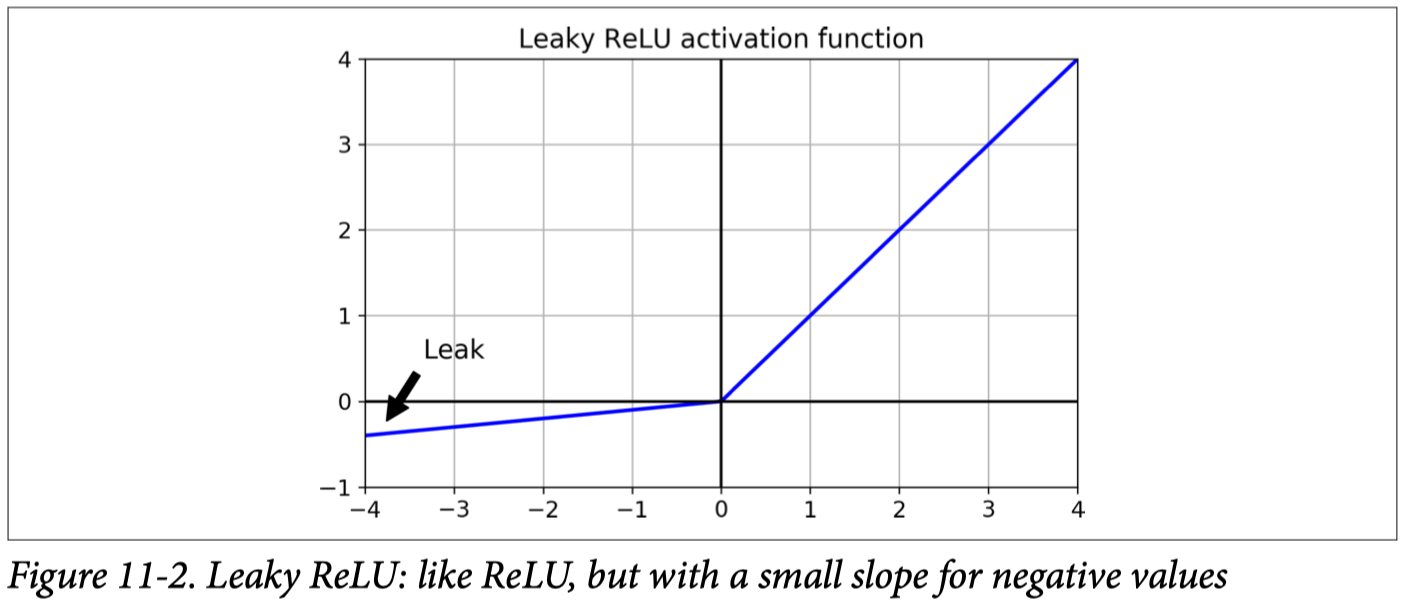 Leaky ReLU activation function
4
3
2
1
0
−1
Leak
−4 −3 −2 −1 0 1 2 3 4
Figure 11-2. Leaky ReLU: like ReLU, but with a small slope for negative values